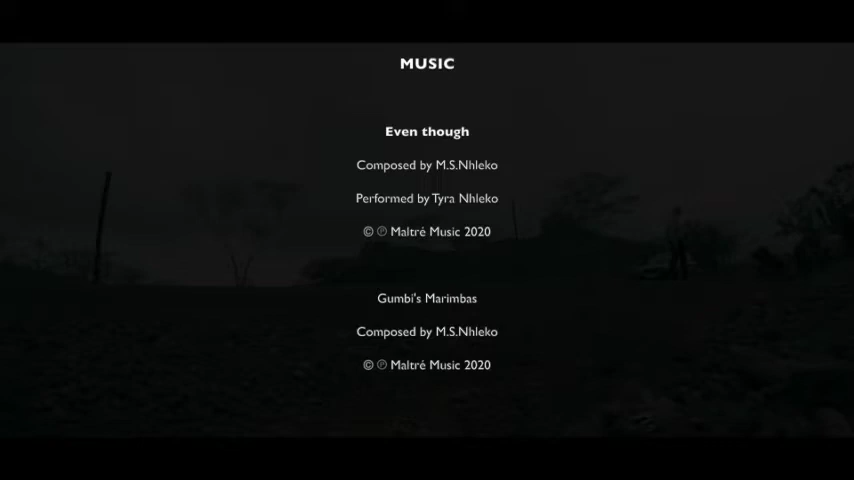 MUSIC
Even though
Composed by M.S.Nhleko
Performed by Tyra Nhleko
© ℗ Maltré Music 2020
Gumbi's Marimbas
Composed by M.S.Nhleko
© ℗ Maltré Music 2020